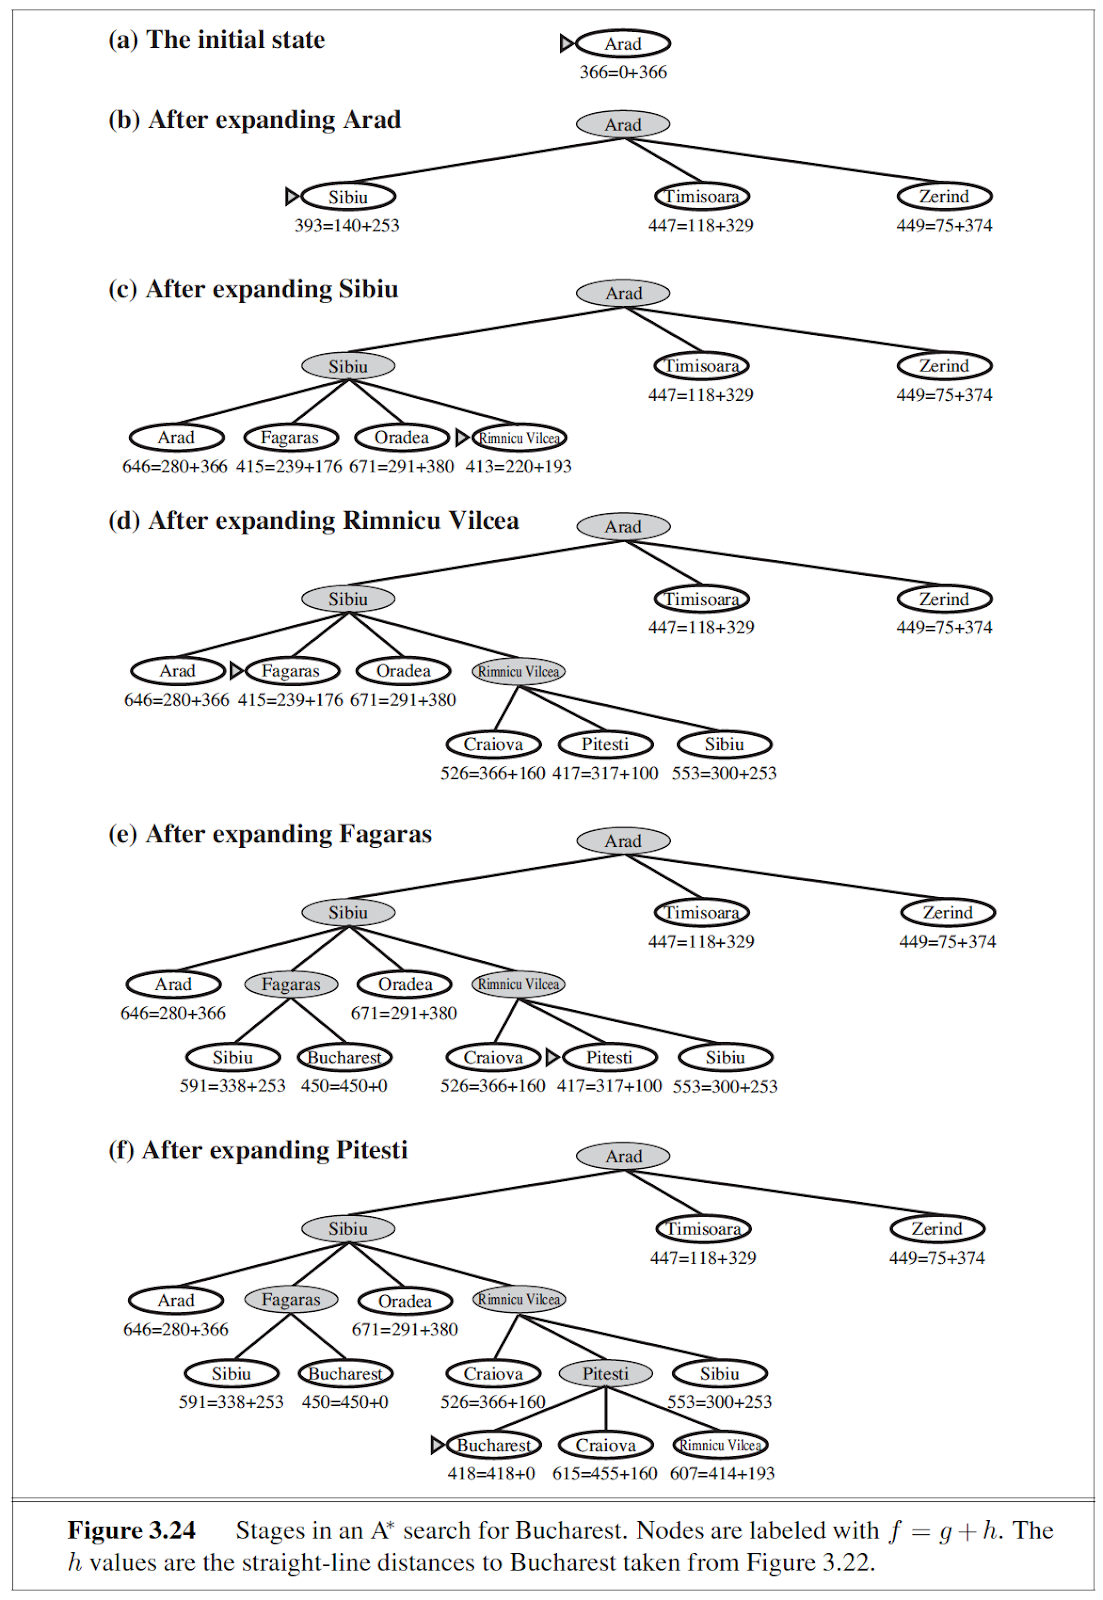 (a) The initial state
Arad
366=0+366
(b) After expanding Arad
Arad
Sibiu Timisoara Zerind
393=140+253 447=118+329 449=75+374
(c) After expanding Sibiu
Arad
Sibiu Timisoara Zerind
447=118+329 449=75+374
Arad Fagaras Oradea Rimnicu Vilcea
646=280+366 415=239+176 671=291+380 413=220+193
(d) After expanding Rimnicu Vilcea
Arad
Sibiu Timisoara Zerind
447=118+329 449=75+374
Arad Fagaras Oradea Rimnicu Vilcea
646=280+366 415=239+176 671=291+380
Craiova Pitesti Sibiu
526=366+160 417=317+100 553=300+253
(e) After expanding Fagaras
Arad
Sibiu Timisoara Zerind
447=118+329 449=75+374
Arad Fagaras Oradea Rimnicu Vilcea
646=280+366 671=291+380
Sibiu Bucharest Craiova Pitesti Sibiu
591=338+253 450=450+0 526=366+160 417=317+100 553=300+253
(f) After expanding Pitesti
Arad
Sibiu Timisoara Zerind
447=118+329 449=75+374
Arad Fagaras Oradea Rimnicu Vilcea
646=280+366 671=291+380
Sibiu Bucharest Craiova Pitesti Sibiu
591=338+253 450=450+0 526=366+160 553=300+253
Bucharest Craiova Rimnicu Vilcea
418=418+0 615=455+160 607=414+193
Figure 3.24 Stages in an A* search for Bucharest. Nodes are labeled with f = g + h. The
h values are the straight-line distances to Bucharest taken from Figure 3.22.